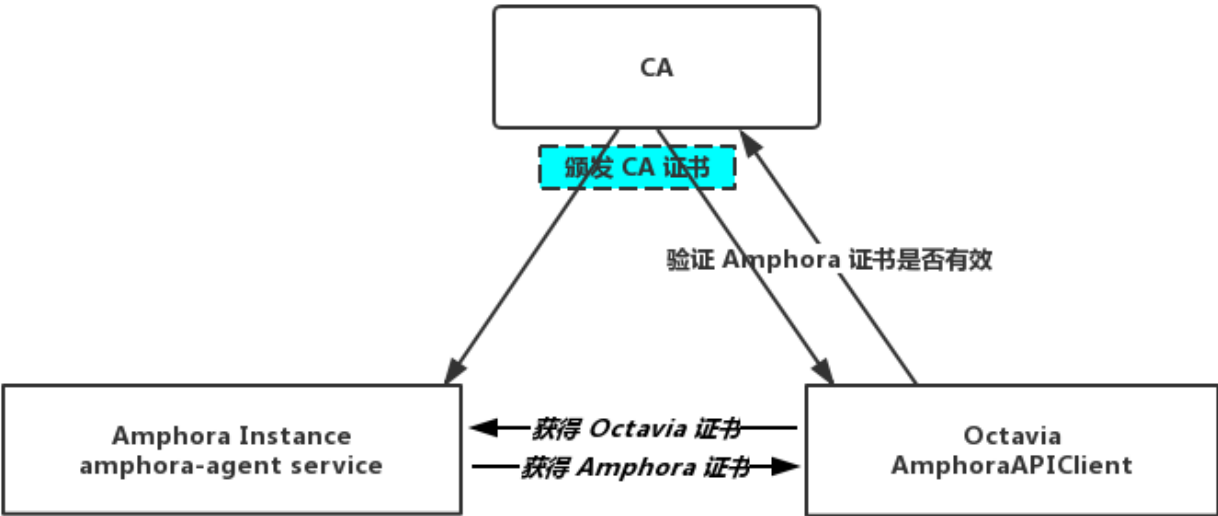 CA
颁发 CA 证书
验证 Amphora 证书是否有效
获得 Octavia 证书
获得 Amphora 证书
Amphora Instance
amphora-agent service
Octavia
AmphoraAPIClient